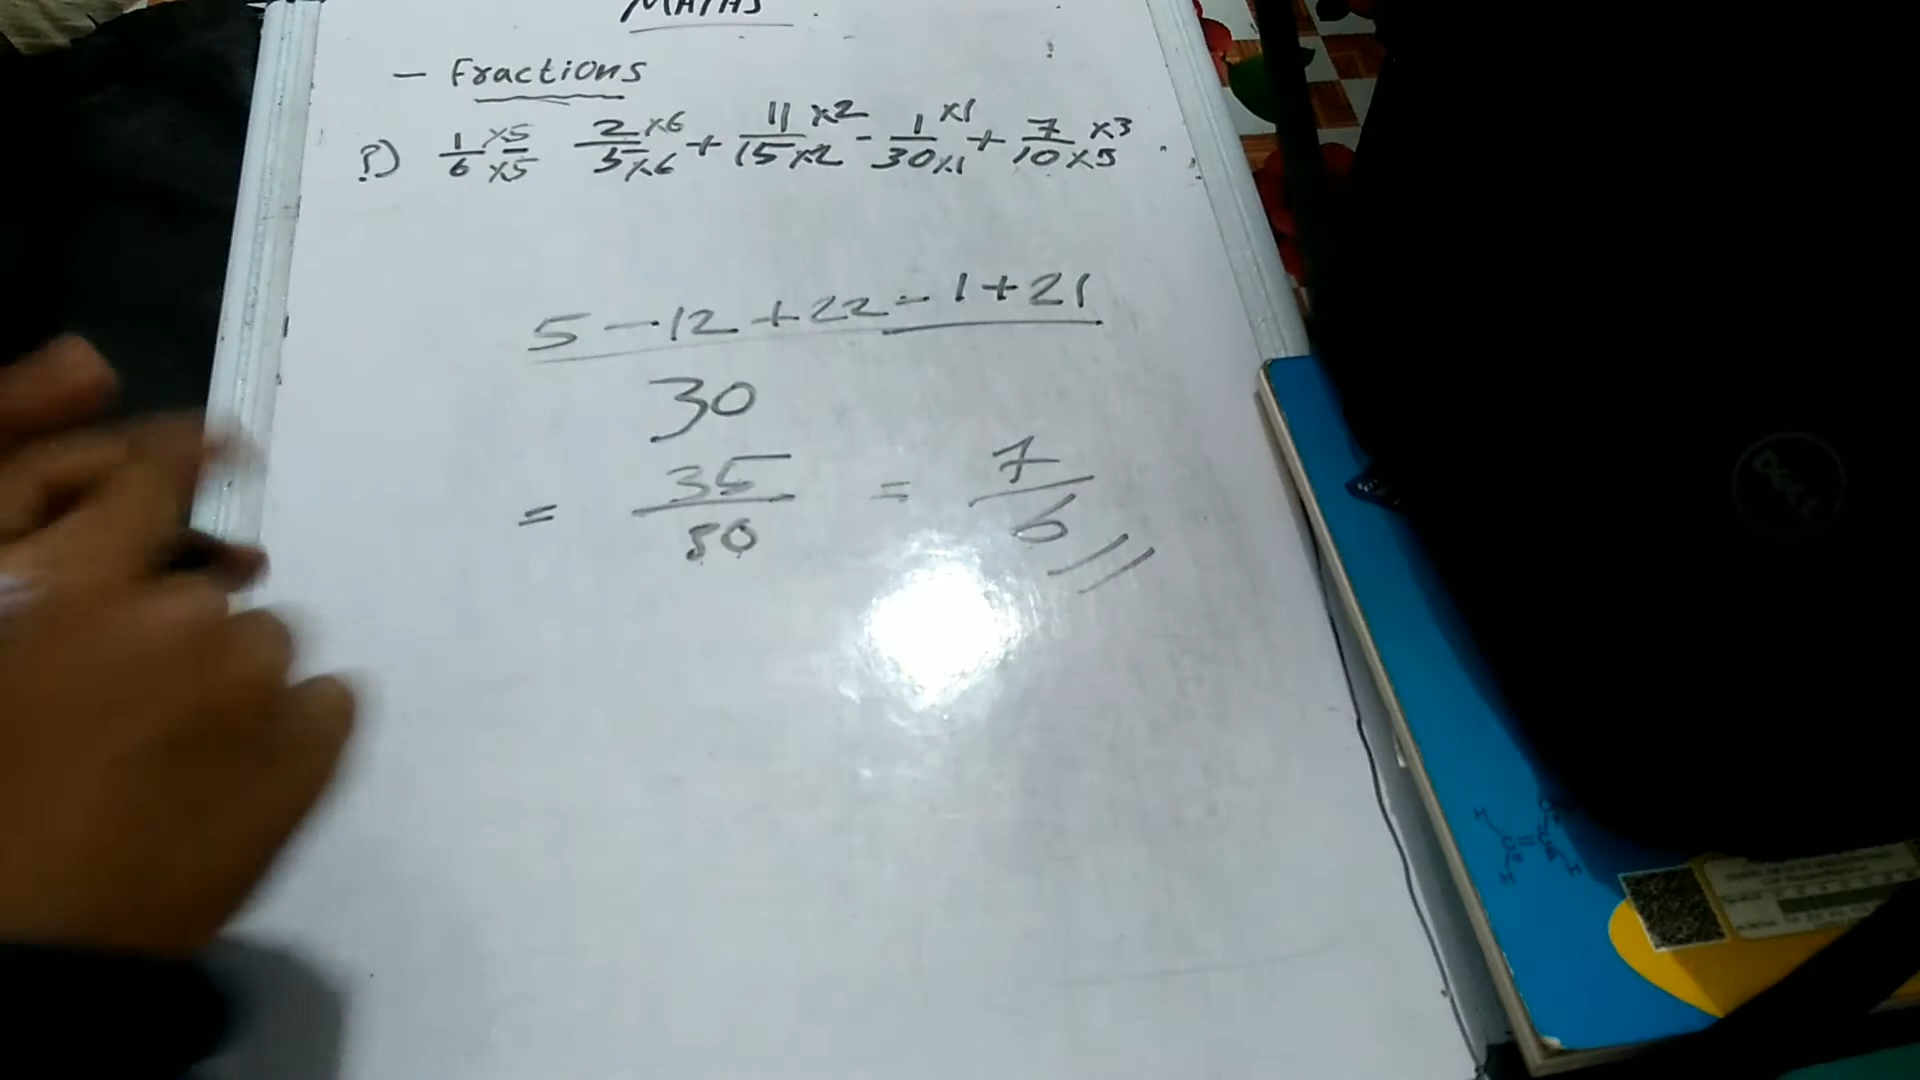 MATHS
- Fractions
?) 1/6 ×5/×5 2/5 ×6/×6 + 11/15 ×2/×2 - 1/30 ×1/×1 + 7/10 ×3/×5
5 - 12 + 22 - 1 + 21
30
= 35/30 = 7/6 //
DELL